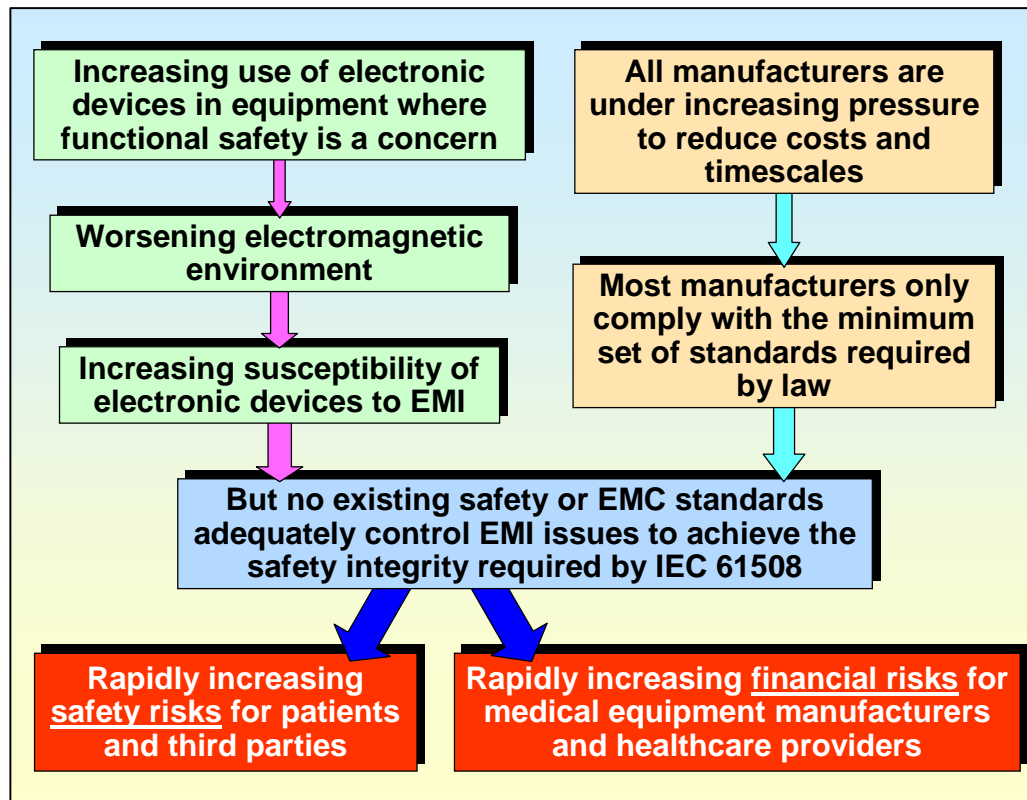 Increasing use of electronic
devices in equipment where
functional safety is a concern
Worsening electromagnetic
environment
Increasing susceptibility of
electronic devices to EMI
All manufacturers are
under increasing pressure
to reduce costs and
timescales
Most manufacturers only
comply with the minimum
set of standards required
by law
But no existing safety or EMC standards
adequately control EMI issues to achieve the
safety integrity required by IEC 61508
Rapidly increasing
safety risks for patients
and third parties
Rapidly increasing financial risks for
medical equipment manufacturers
and healthcare providers